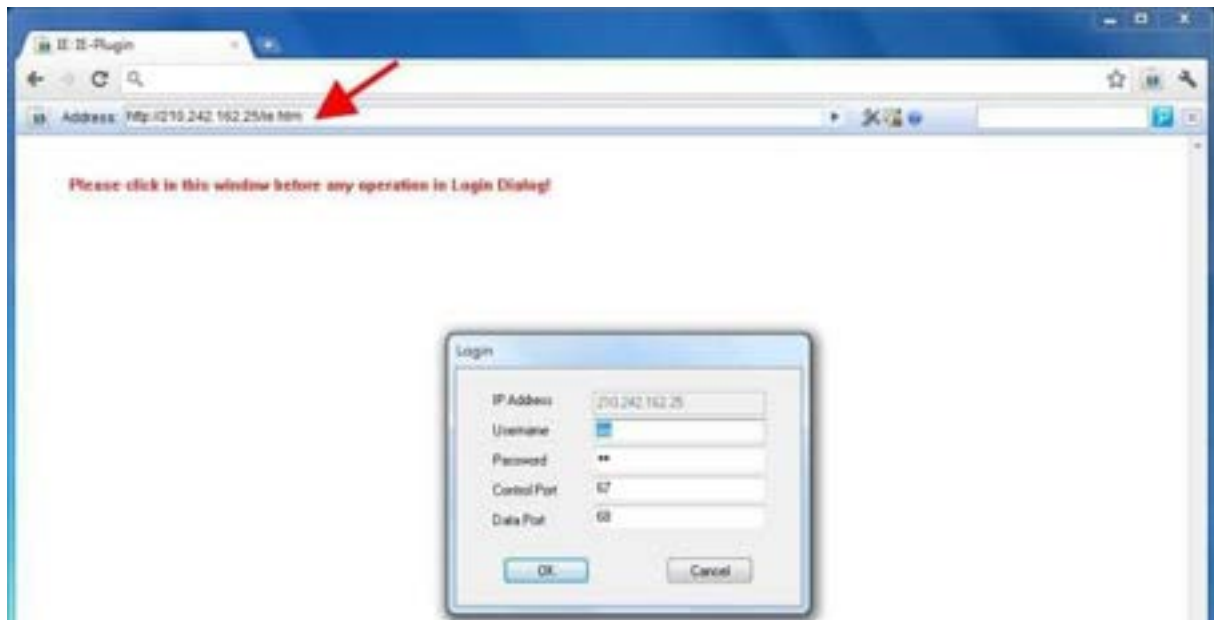 IE: IE-Plugin
Address http://210.242.162.25/ie.htm
Please click in this window before any operation in Login Dialog!
Login
IP Address 210.242.162.25
Username
Password **
Control Port 67
Data Port 68
OK Cancel